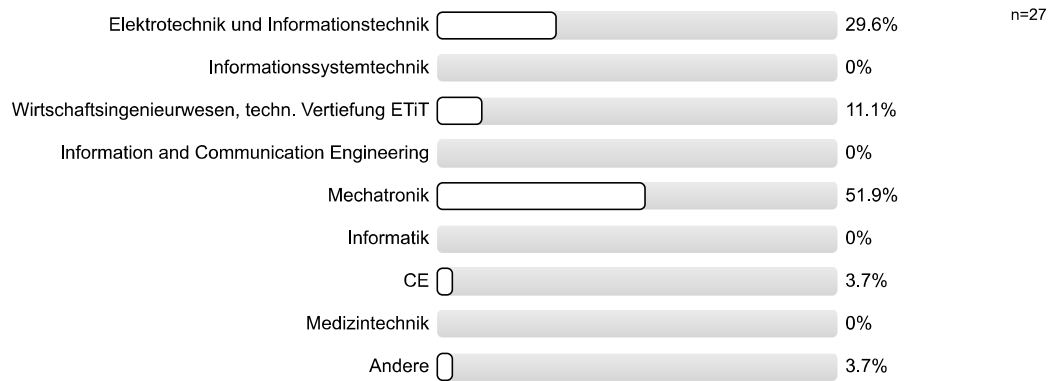 Elektrotechnik und Informationstechnik 29.6% n=27
Informationssystemtechnik 0%
Wirtschaftsingenieurwesen, techn. Vertiefung ETiT 11.1%
Information and Communication Engineering 0%
Mechatronik 51.9%
Informatik 0%
CE 3.7%
Medizintechnik 0%
Andere 3.7%